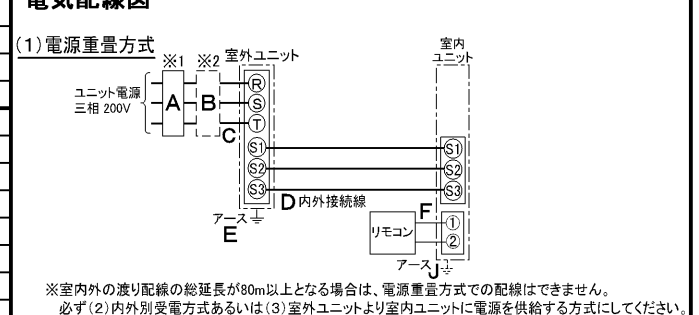 電気配線図
(1)電源重畳方式
※1
※2
室外ユニット
室内
ユニット
ユニット電源
三相 200V
A
B
C
R
S
T
S1
S2
S3
S1
S2
S3
D 内外接続線
アース
E
リモコン
F
1
2
アース J
※室内外の渡り配線の総延長が80m以上となる場合は、電源重畳方式での配線はできません。
必ず(2)内外別受電方式あるいは(3)室外ユニットより室内ユニットに電源を供給する方式にしてください。